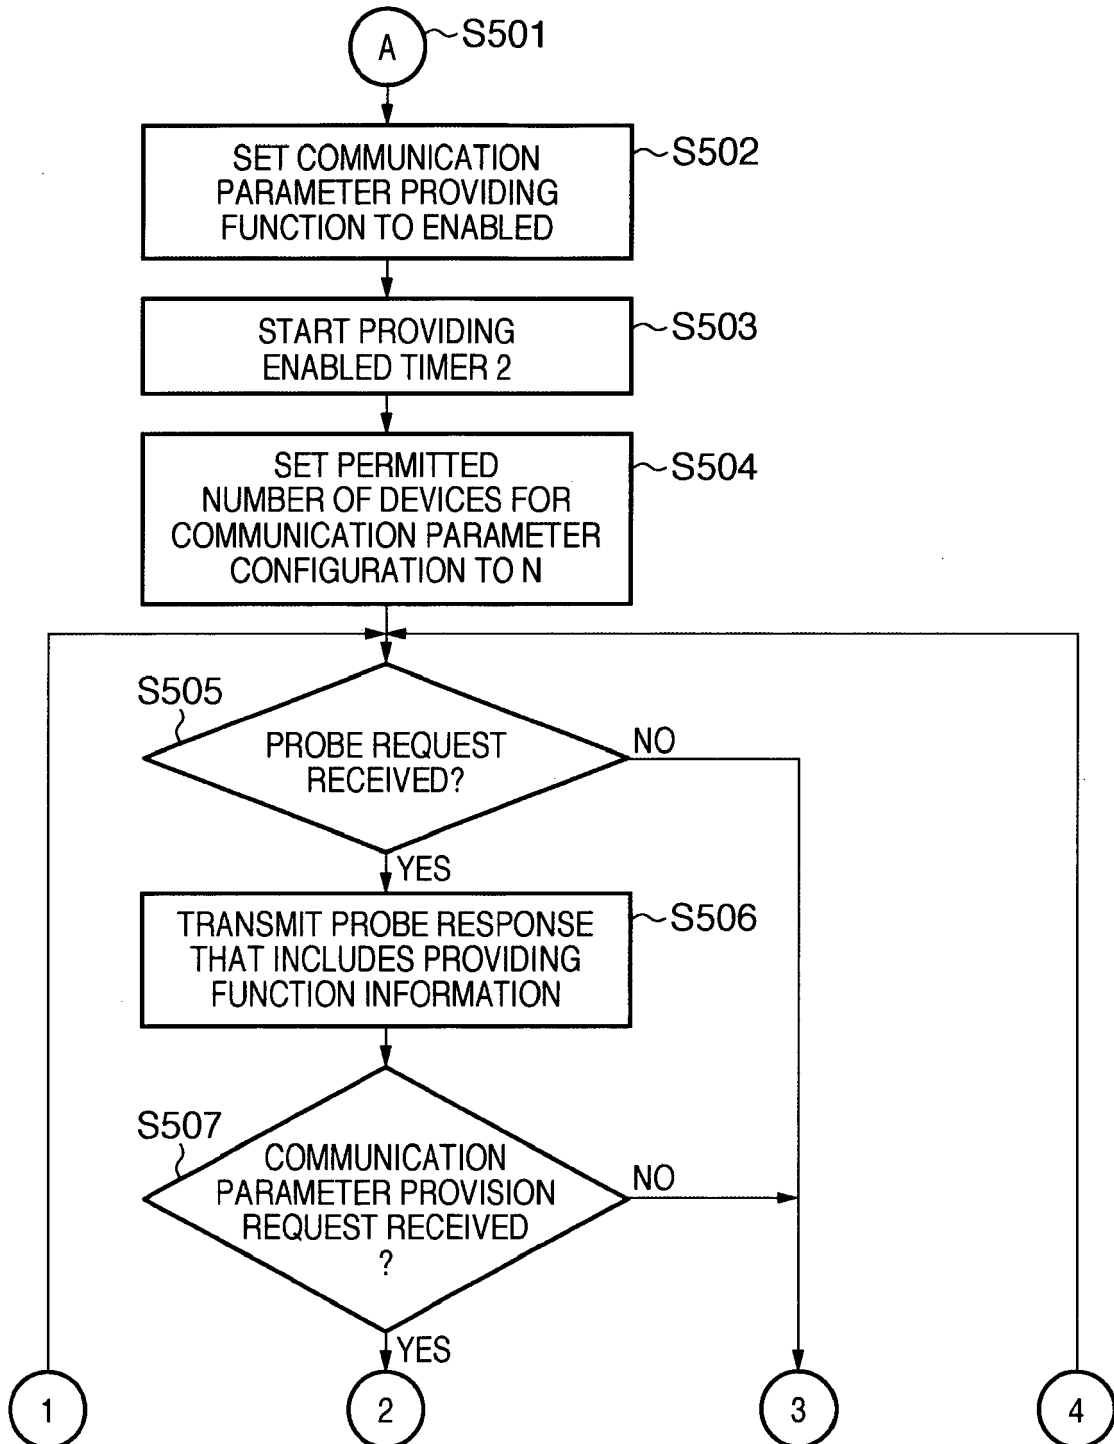 A
S501
SET COMMUNICATION
PARAMETER PROVIDING
FUNCTION TO ENABLED
S502
START PROVIDING
ENABLED TIMER 2
S503
SET PERMITTED
NUMBER OF DEVICES FOR
COMMUNICATION PARAMETER
CONFIGURATION TO N
S504
S505
PROBE REQUEST
RECEIVED?
NO
YES
TRANSMIT PROBE RESPONSE
THAT INCLUDES PROVIDING
FUNCTION INFORMATION
S506
S507
COMMUNICATION
PARAMETER PROVISION
REQUEST RECEIVED
?
NO
YES
1
2
3
4